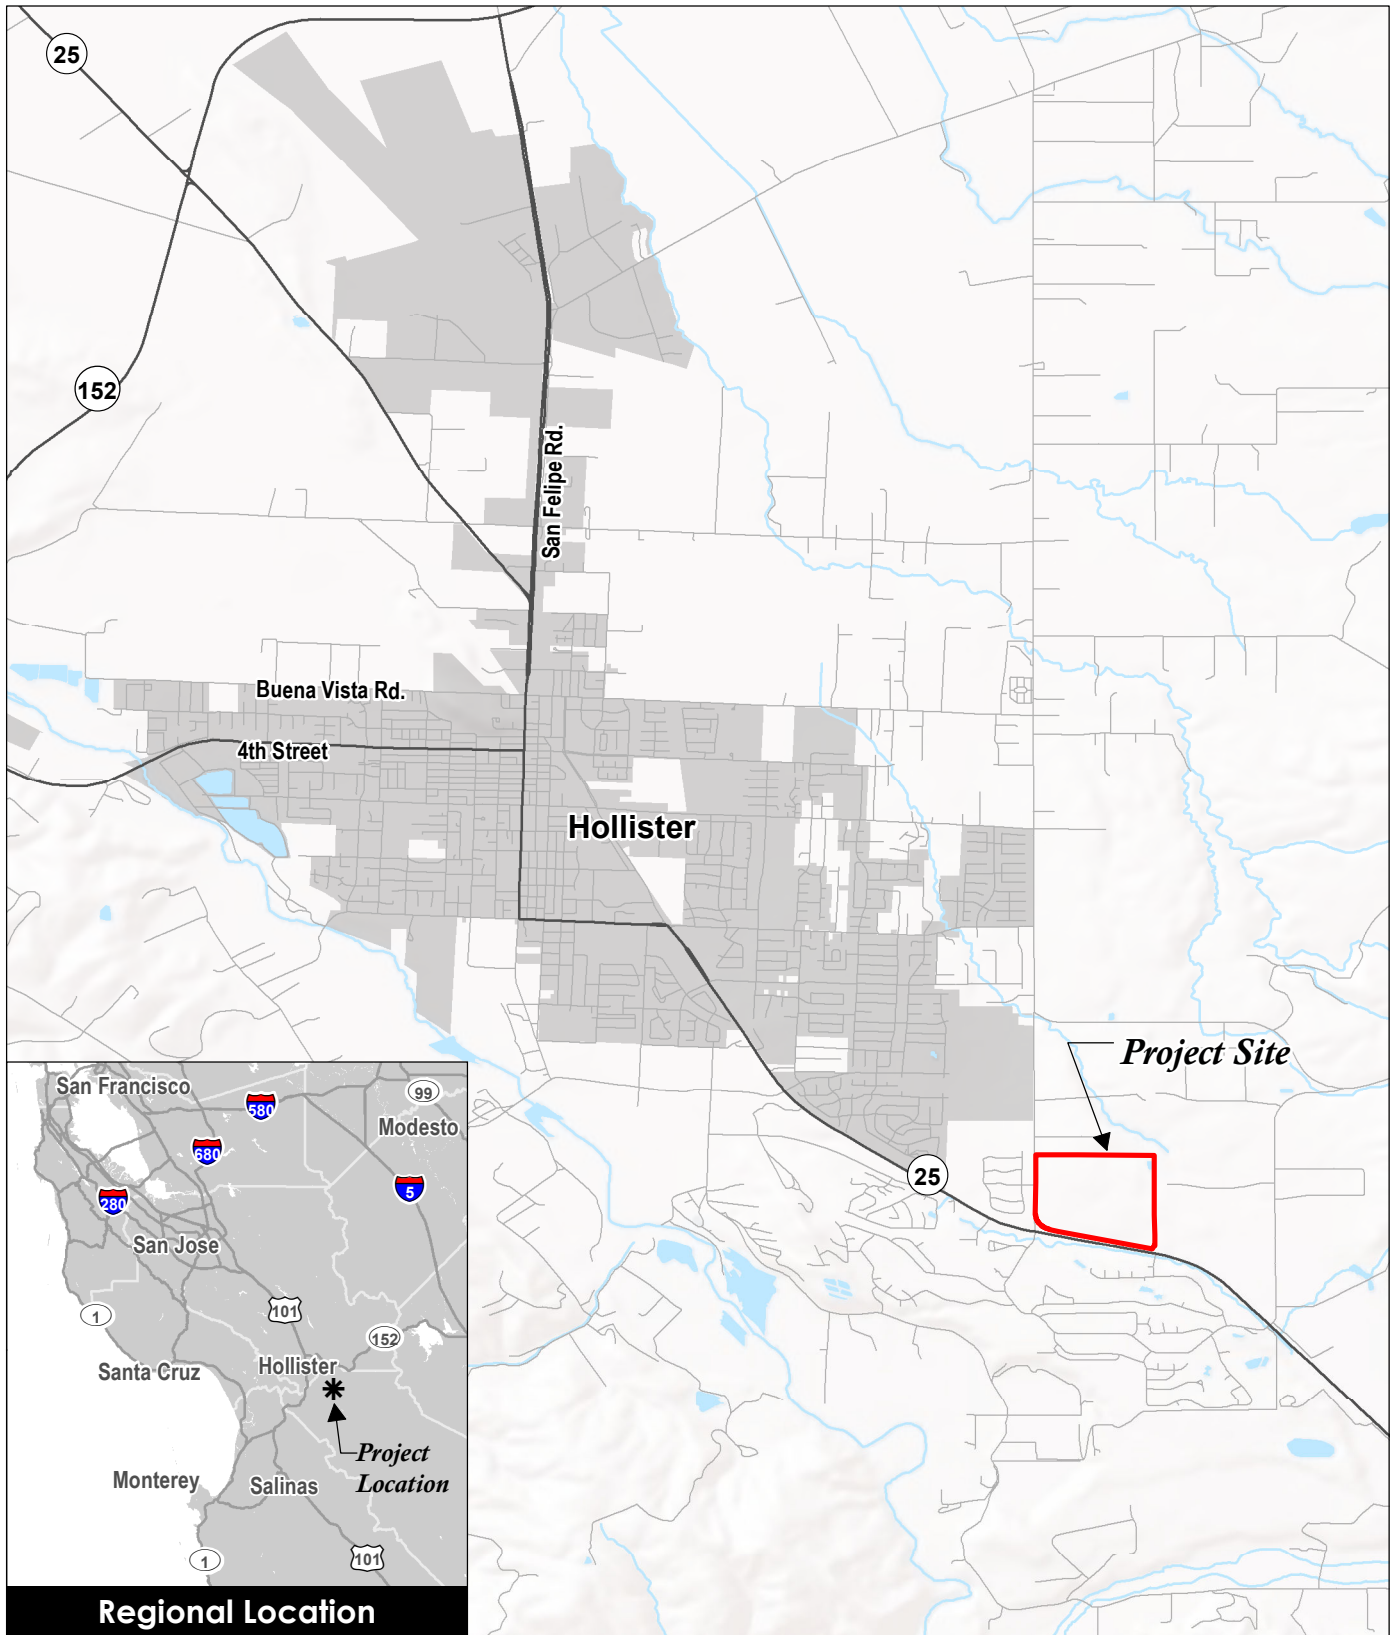 25
152
San Felipe Rd.
Buena Vista Rd.
4th Street
Hollister
Project Site
25
San Francisco
580
99
Modesto
680
280
5
San Jose
1
101
152
Santa Cruz
Hollister
Project
Location
Monterey
Salinas
1
101
Regional Location